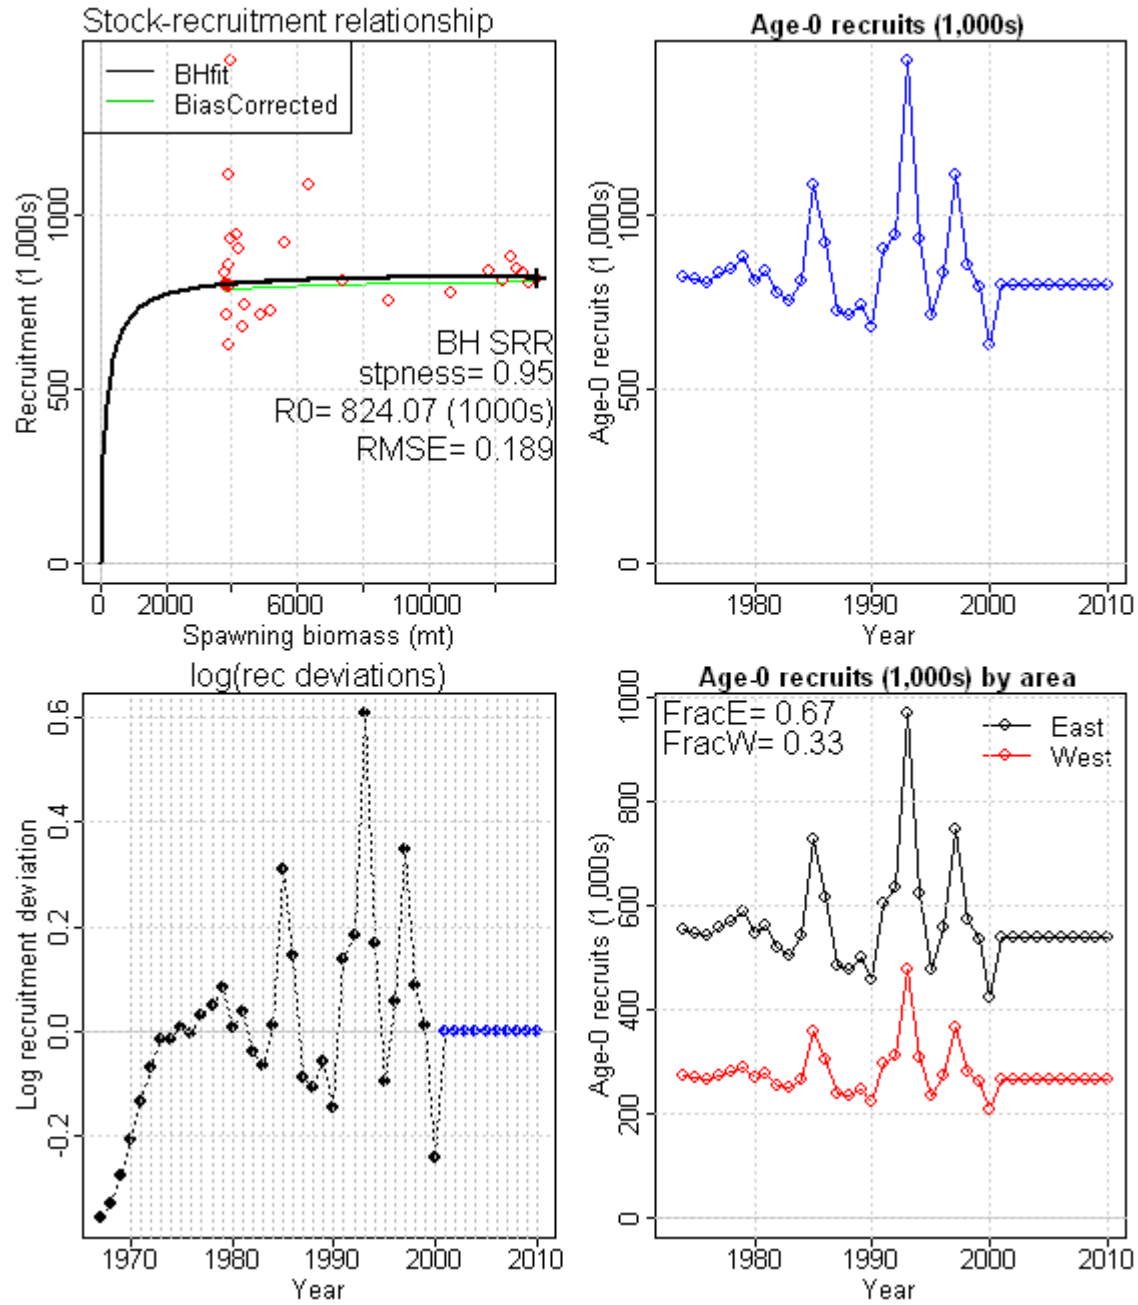 Stock-recruitment relationship
BHfit
BiasCorrected
BH SRR
stpness= 0.95
R0= 824.07 (1000s)
RMSE= 0.189
Recruitment (1,000s)
0 500 1000
0 2000 6000 10000
Spawning biomass (mt)
Age-0 recruits (1,000s)
Age-0 recruits (1,000s)
0 500 1000
1980 1990 2000 2010
Year
log(rec deviations)
Log recruitment deviation
-0.2 0.0 0.2 0.4 0.6
1970 1980 1990 2000 2010
Year
Age-0 recruits (1,000s) by area
FracE= 0.67
FracW= 0.33
East
West
Age-0 recruits (1,000s)
0 200 400 600 800 1000
1980 1990 2000 2010
Year